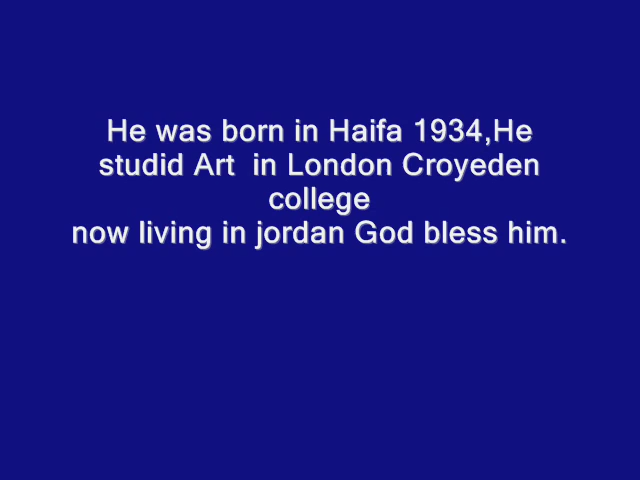 He was born in Haifa 1934,He
studid Art  in London Croyeden
college
now living in jordan God bless him.